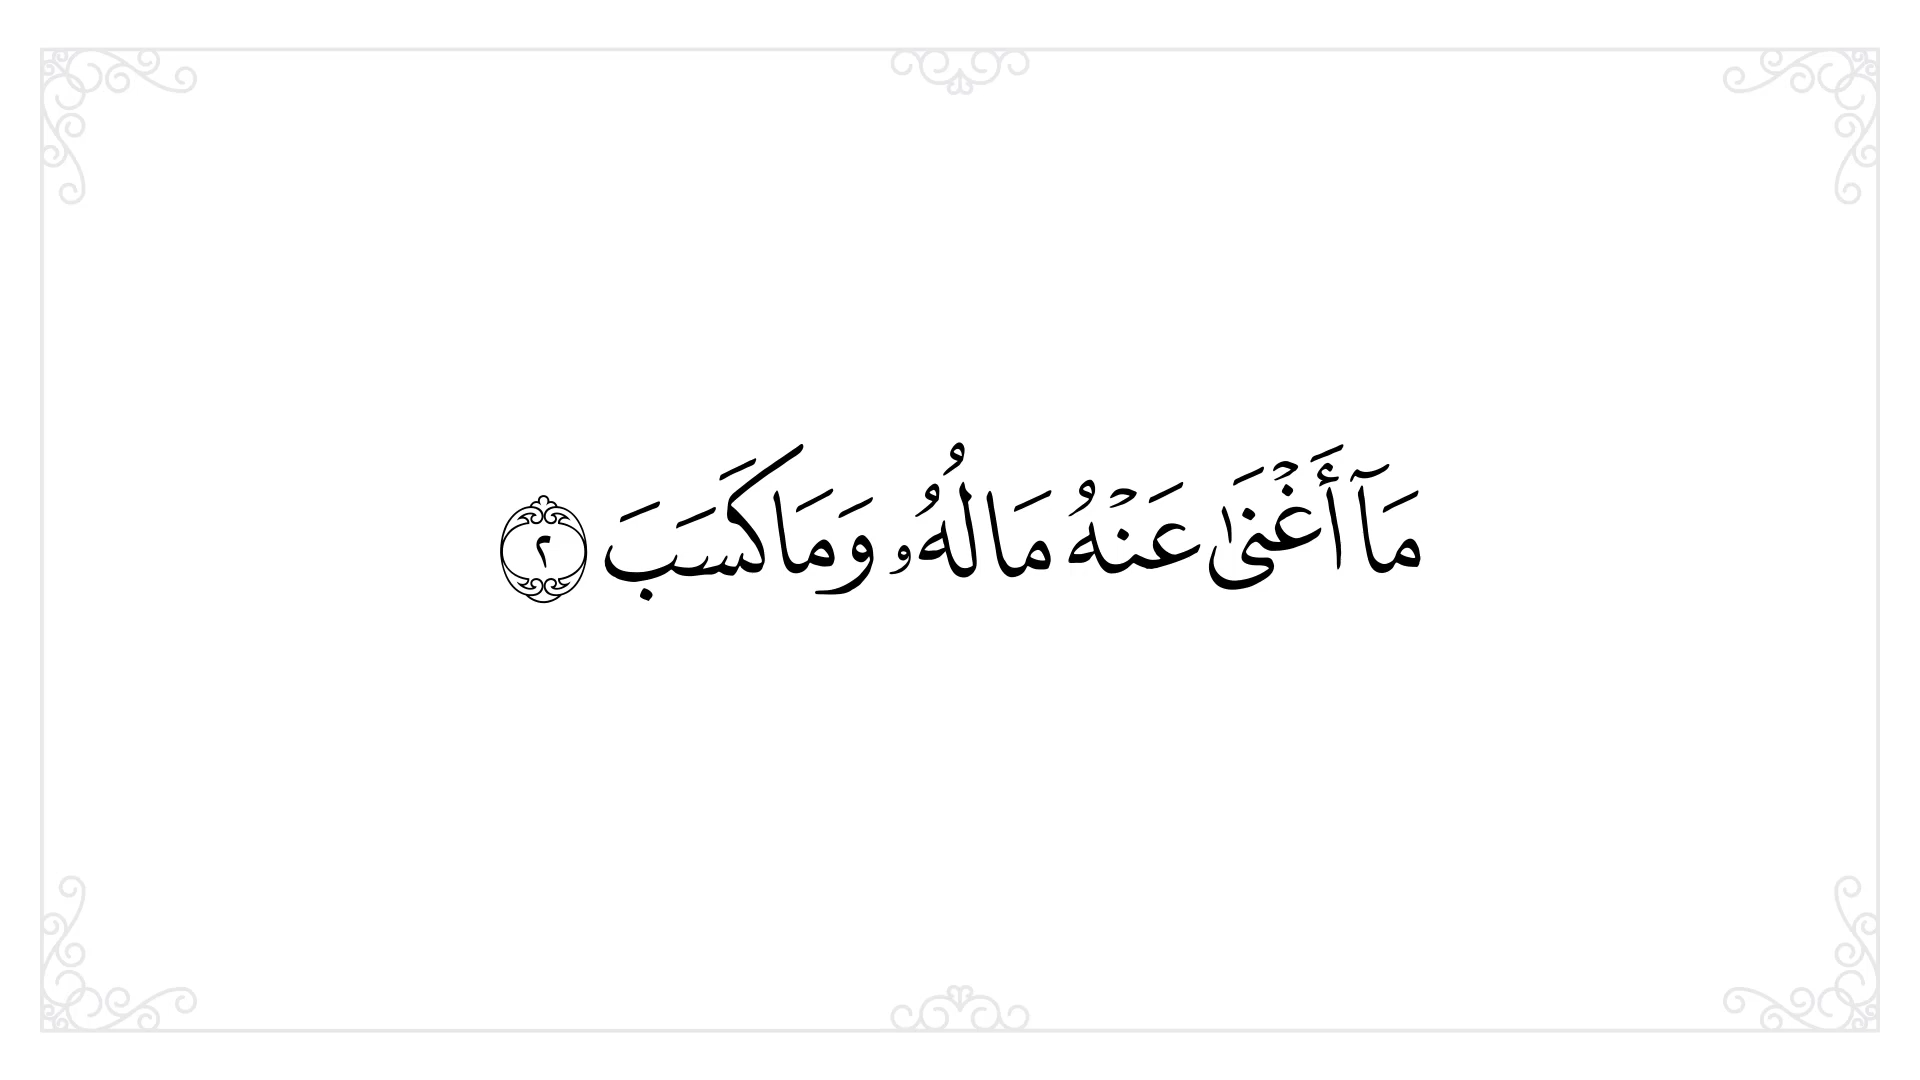 مَآ أَغْنَىٰ عَنْهُ مَالُهُۥ وَمَا كَسَبَ ٢